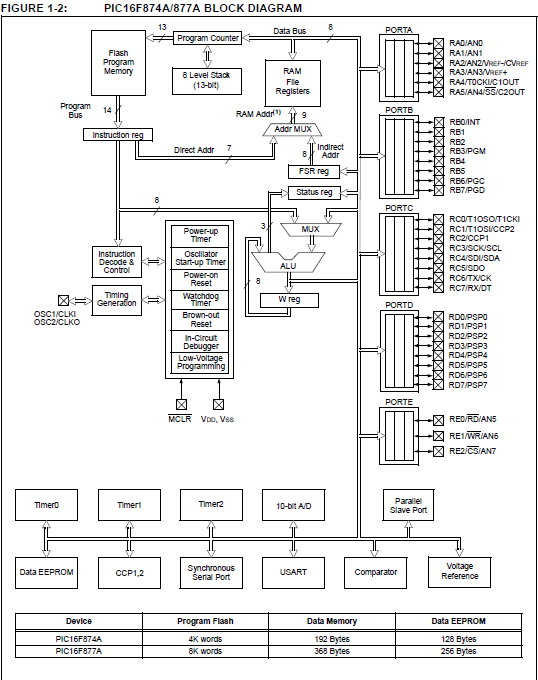 FIGURE 1-2: PIC16F874A/877A BLOCK DIAGRAM
13
Data Bus
8
PORTA
Flash
Program
Memory
Program Counter
8 Level Stack
(13-bit)
RAM
File
Registers
RA0/AN0
RA1/AN1
RA2/AN2/VREF-/CVREF
RA3/AN3/VREF+
RA4/T0CKI/C1OUT
RA5/AN4/SS/C2OUT
Program
Bus
14
RAM Addr(1)
9
PORTB
Instruction reg
Addr MUX
Direct Addr
7
8
Indirect
Addr
FSR reg
RB0/INT
RB1
RB2
RB3/PGM
RB4
RB5
RB6/PGC
RB7/PGD
Status reg
8
PORTC
3
MUX
ALU
8
W reg
RC0/T1OSO/T1CKI
RC1/T1OSI/CCP2
RC2/CCP1
RC3/SCK/SCL
RC4/SDI/SDA
RC5/SDO
RC6/TX/CK
RC7/RX/DT
Power-up
Timer
Oscillator
Start-up Timer
Power-on
Reset
Watchdog
Timer
Brown-out
Reset
In-Circuit
Debugger
Low-Voltage
Programming
Instruction
Decode &
Control
Timing
Generation
OSC1/CLKI
OSC2/CLKO
MCLR
VDD, VSS
PORTD
RD0/PSP0
RD1/PSP1
RD2/PSP2
RD3/PSP3
RD4/PSP4
RD5/PSP5
RD6/PSP6
RD7/PSP7
PORTE
RE0/RD/AN5
RE1/WR/AN6
RE2/CS/AN7
Timer0
Timer1
Timer2
10-bit A/D
Parallel
Slave Port
Data EEPROM
CCP1,2
Synchronous
Serial Port
USART
Comparator
Voltage
Reference
Device Program Flash Data Memory Data EEPROM
PIC16F874A 4K words 192 Bytes 128 Bytes
PIC16F877A 8K words 368 Bytes 256 Bytes